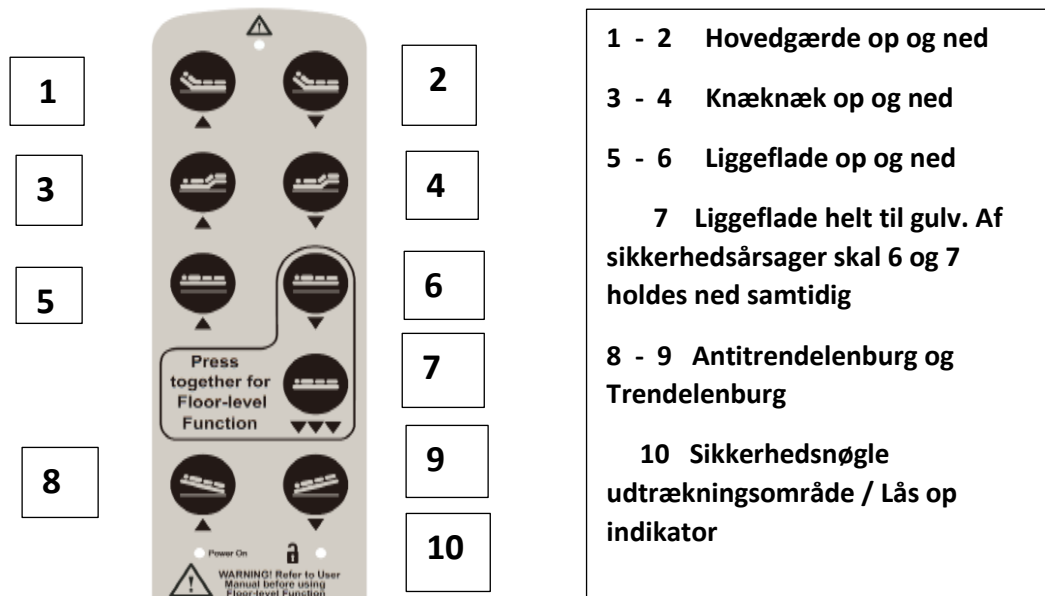 1
2
3
4
5
6
7
8
9
10
Press
together for
Floor-level
Function
Power On
WARNING! Refer to User
Manual before using
Floor-level Function
1 - 2 Hovedgærde op og ned
3 - 4 Knæknæk op og ned
5 - 6 Liggeflade op og ned
7 Liggeflade helt til gulv. Af
sikkerhedsårsager skal 6 og 7
holdes ned samtidig
8 - 9 Antitrendelenburg og
Trendelenburg
10 Sikkerhedsnøgle
udtrækningsområde / Lås op
indikator